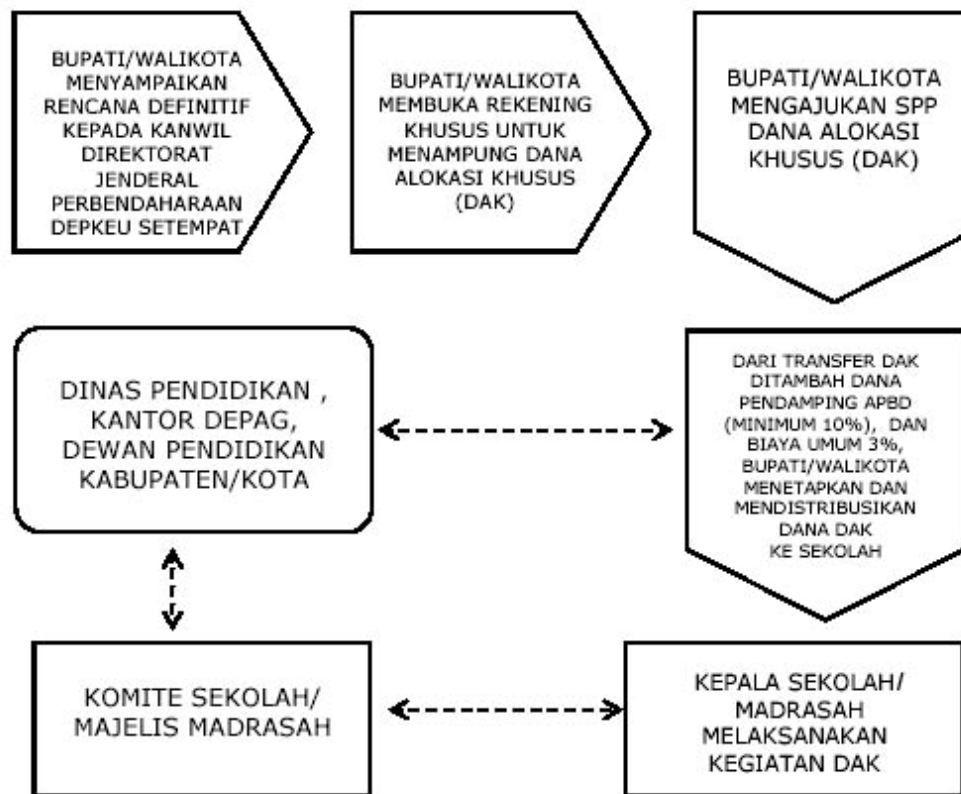 BUPATI/WALIKOTA
MENYAMPAIKAN
RENCANA DEFINITIF
KEPADA KANWIL
DIREKTORAT
JENDERAL
PERBENDAHARAAN
DEPKEU SETEMPAT
BUPATI/WALIKOTA
MEMBUKA REKENING
KHUSUS UNTUK
MENAMPUNG DANA
ALOKASI KHUSUS
(DAK)
BUPATI/WALIKOTA
MENGAJUKAN SPP
DANA ALOKASI
KHUSUS (DAK)
DARI TRANSFER DAK
DITAMBAH DANA
PENDAMPING APBD
(MINIMUM 10%), DAN
BIAYA UMUM 3%,
BUPATI/WALIKOTA
MENETAPKAN DAN
MENDISTRIBUSIKAN
DANA DAK
KE SEKOLAH
DINAS PENDIDIKAN ,
KANTOR DEPAG,
DEWAN PENDIDIKAN
KABUPATEN/KOTA
KOMITE SEKOLAH/
MAJELIS MADRASAH
KEPALA SEKOLAH/
MADRASAH
MELAKSANAKAN
KEGIATAN DAK